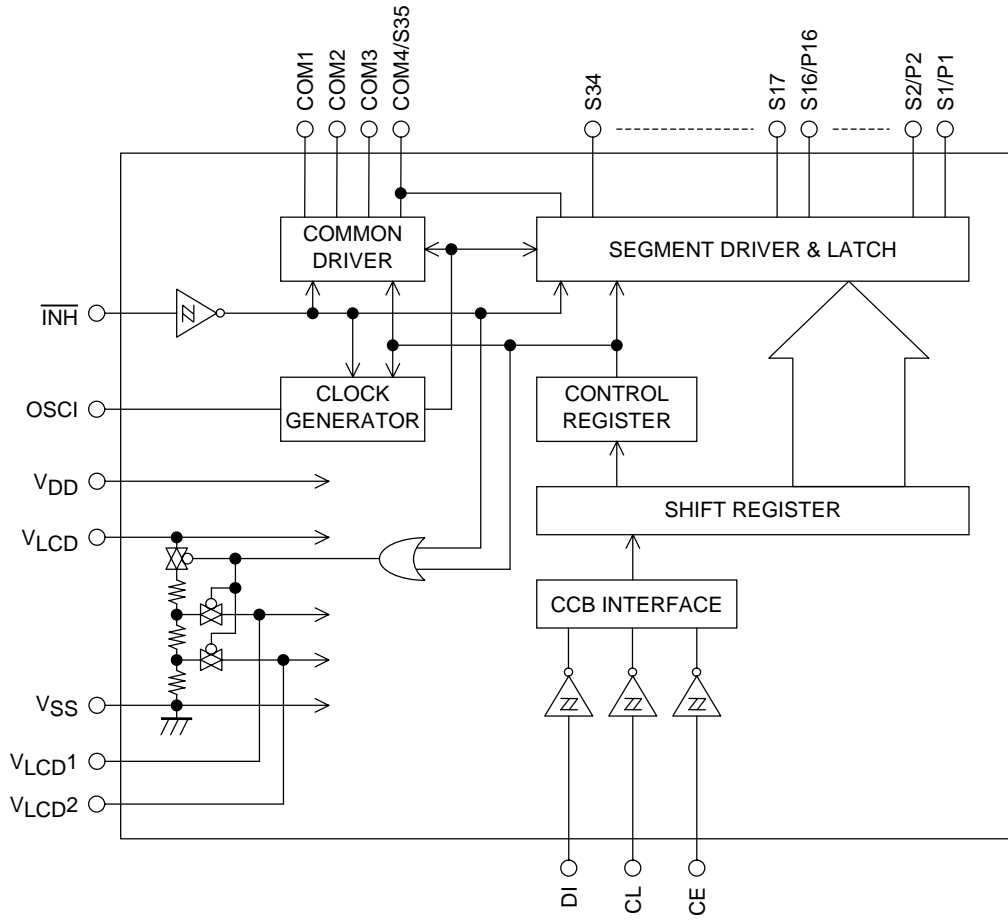 COM1
COM2
COM3
COM4/S35
S34
S17
S16/P16
S2/P2
S1/P1
COMMON
DRIVER
SEGMENT DRIVER & LATCH
INH
OSCI
CLOCK
GENERATOR
CONTROL
REGISTER
VDD
VLCD
SHIFT REGISTER
CCB INTERFACE
VSS
VLCD1
VLCD2
DI
CL
CE